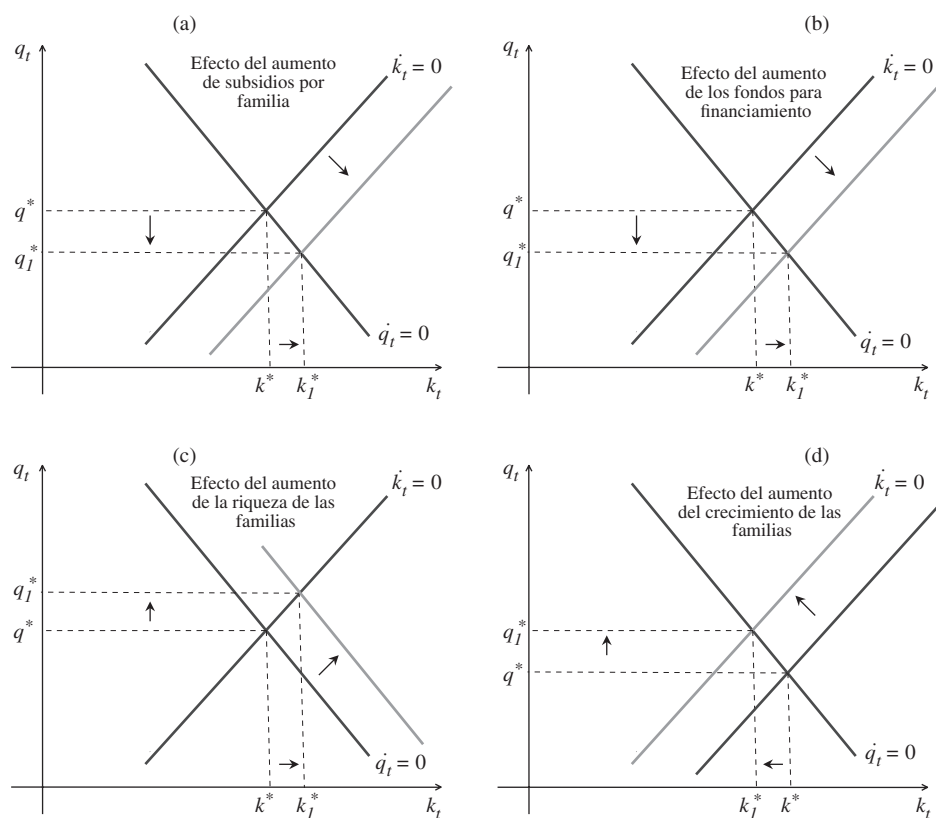 (a)
q_t
Efecto del aumento
de subsidios por
familia
k̇_t = 0
q*
q_1*
q̇_t = 0
k*
k_1*
k_t
(b)
q_t
Efecto del aumento
de los fondos para
financiamiento
k̇_t = 0
q*
q_1*
q̇_t = 0
k*
k_1*
k_t
(c)
q_t
Efecto del aumento
de la riqueza de las
familias
k̇_t = 0
q_1*
q*
q̇_t = 0
k*
k_1*
k_t
(d)
q_t
Efecto del aumento
del crecimiento de las
familias
k̇_t = 0
q_1*
q*
q̇_t = 0
k_1*
k*
k_t